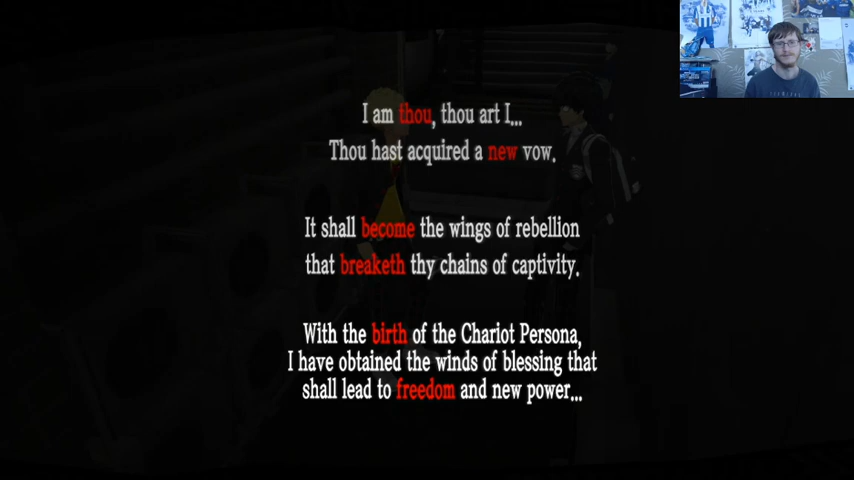 I am thou, thou art I...
Thou hast acquired a new vow.
It shall become the wings of rebellion
that breaketh thy chains of captivity.
With the birth of the Chariot Persona,
I have obtained the winds of blessing that
shall lead to freedom and new power...